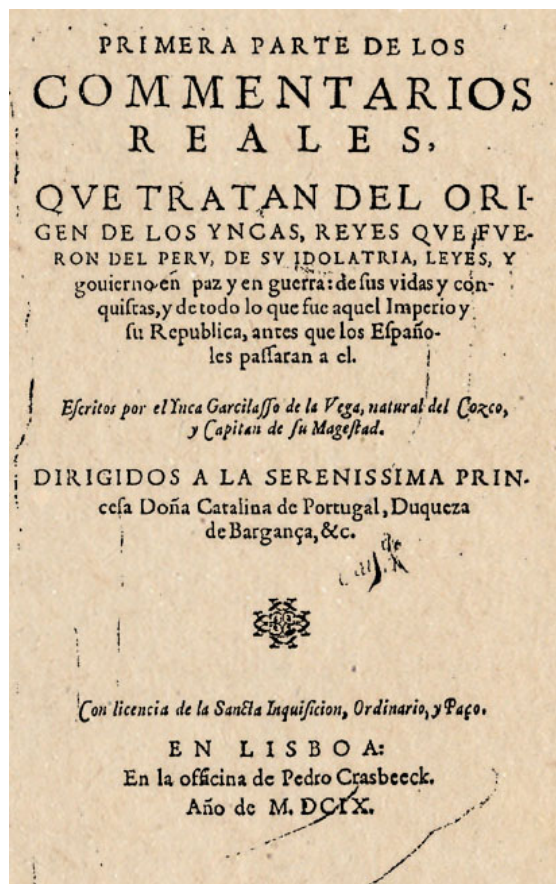 PRIMERA PARTE DE LOS
COMMENTARIOS
REALES,
QVE TRATAN DEL ORI-
GEN DE LOS YNCAS, REYES QVE FVE-
RON DEL PERV, DE SV IDOLATRIA, LEYES, Y
gouierno en paz y en guerra: de ſus vidas y con-
quiſtas, y de todo lo que fue aquel Imperio y
ſu Republica, antes que los Eſpaño-
les paſſaran a el.
Eſcritos por el Ynca Garcilaſſo de la Vega, natural del Cozco,
y Capitan de ſu Mageſtad.
DIRIGIDOS A LA SERENISSIMA PRIN-
ceſa Doña Catalina de Portugal, Duqueza
de Bargança, &c.
Con licencia de la Sancta Inquiſicion, Ordinario, y Paço.
EN LISBOA:
En la officina de Pedro Crasbeeck.
Año de M. DCIX.